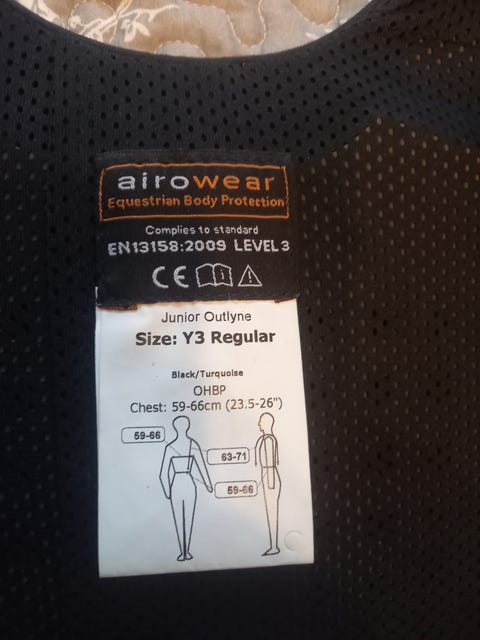 airowear
Equestrian Body Protection
Complies to standard
EN13158:2009 LEVEL 3
CE
Junior Outlyne
Size: Y3 Regular
Black/Turquoise
OHBP
Chest: 59-66cm (23.5-26")
59-66
63-71
59-66